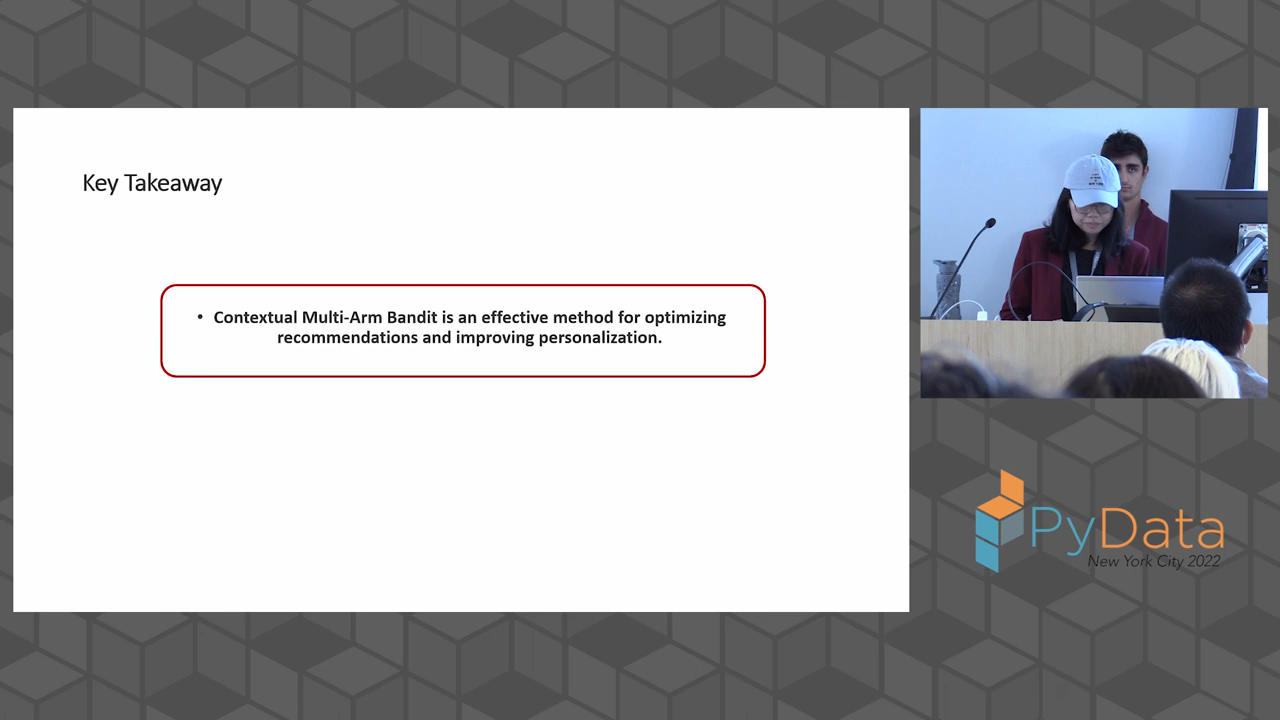 Key Takeaway
• Contextual Multi-Arm Bandit is an effective method for optimizing
recommendations and improving personalization.
PyData
New York City 2022